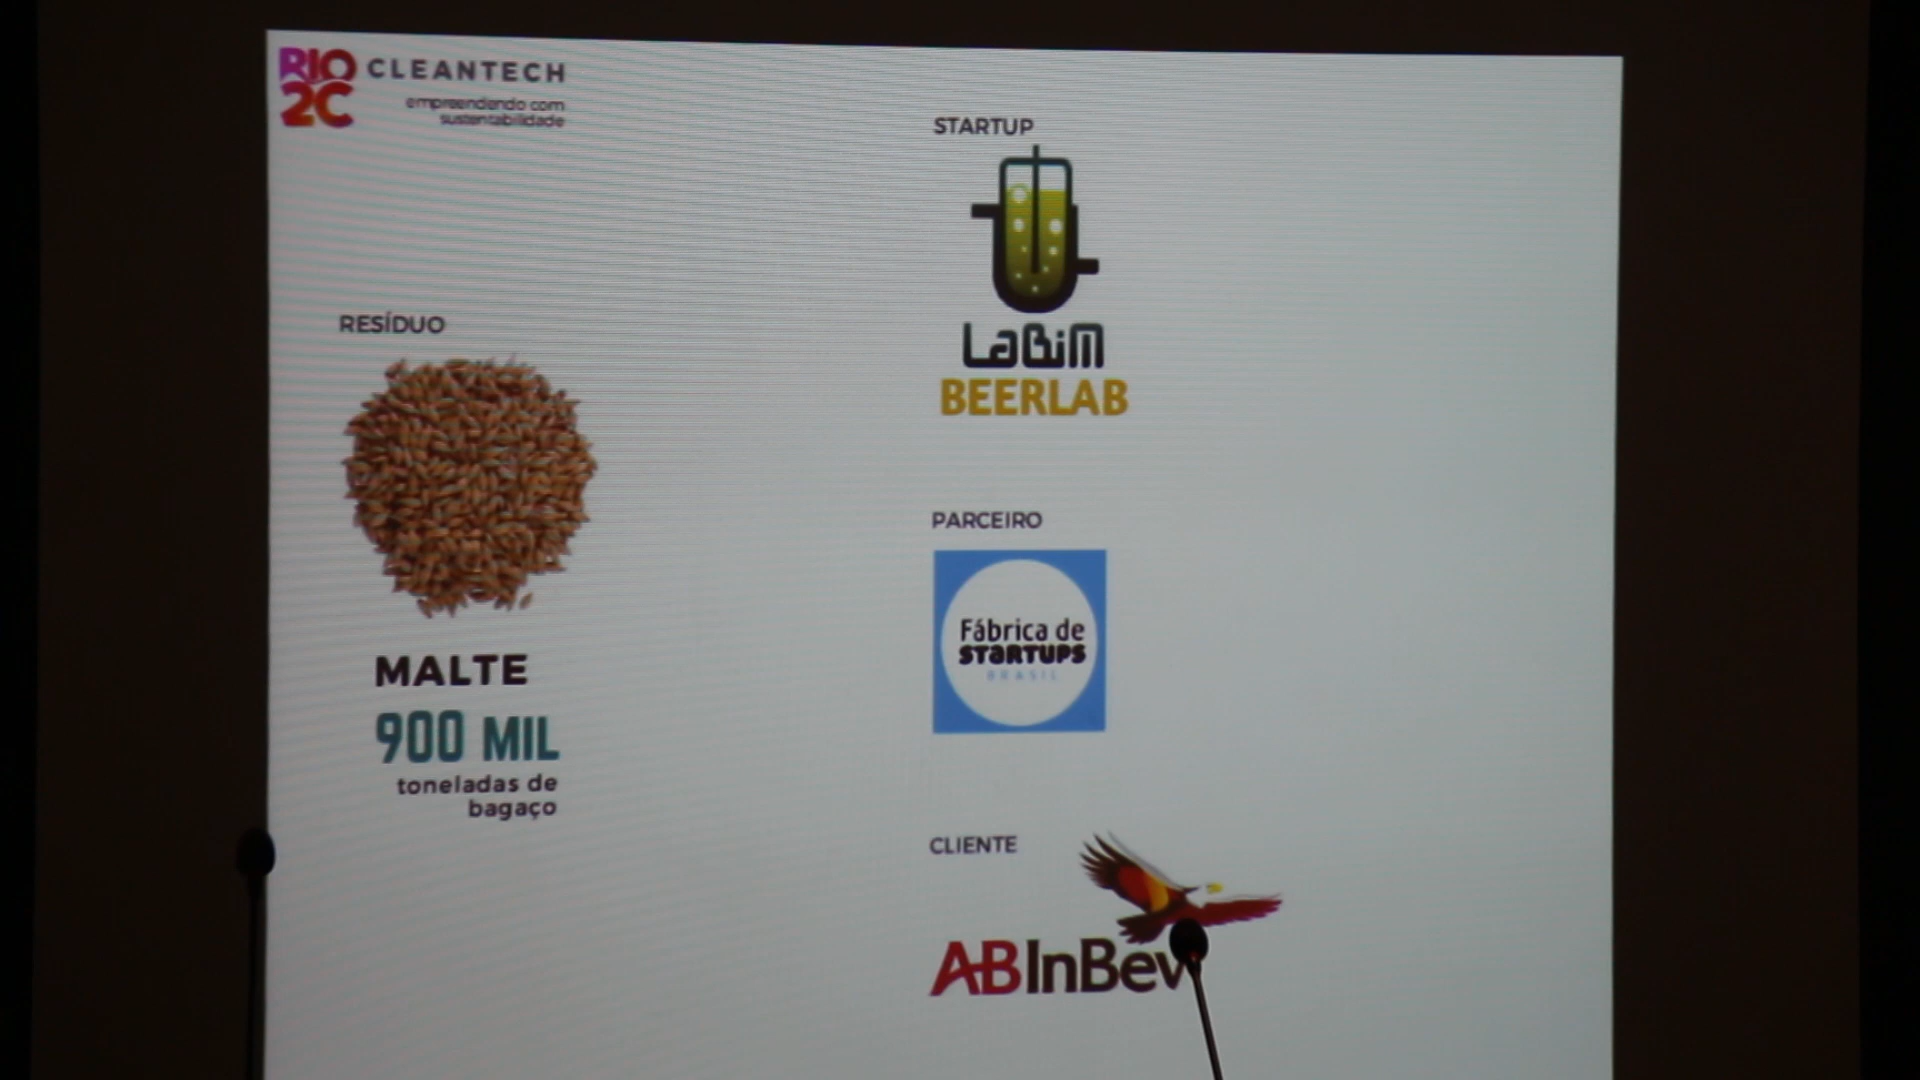 RIO
2C
CLEANTECH
empreendendo com
sustentabilidade
RESÍDUO
MALTE
900 MIL
toneladas de
bagaço
STARTUP
LaBiM
BEERLAB
PARCEIRO
Fábrica de
STARTUPS
BRASIL
CLIENTE
ABInBev